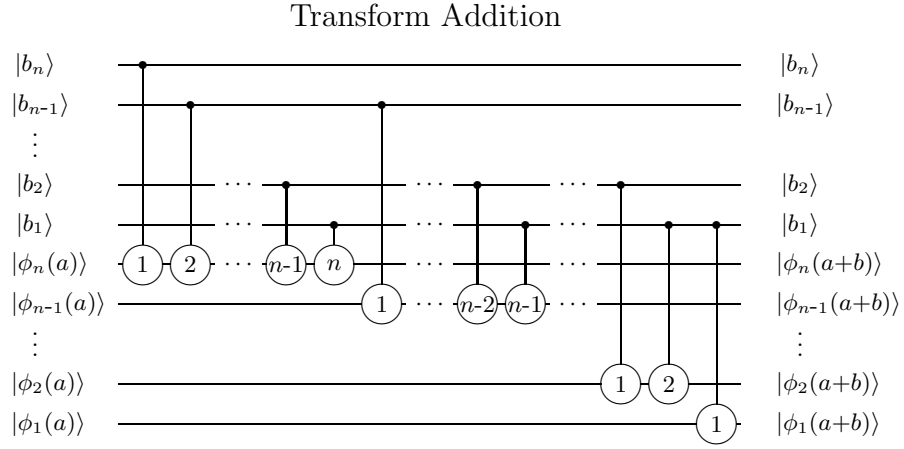 Transform Addition
|b_n⟩ |b_n⟩
|b_{n-1}⟩ |b_{n-1}⟩
⋮
|b_2⟩ ··· ··· ··· |b_2⟩
|b_1⟩ ··· ··· ··· |b_1⟩
|ϕ_n(a)⟩ 1 2 ··· n-1 n ··· ··· |ϕ_n(a+b)⟩
|ϕ_{n-1}(a)⟩ 1 ··· n-2 n-1 ··· |ϕ_{n-1}(a+b)⟩
⋮ ⋮
|ϕ_2(a)⟩ 1 2 |ϕ_2(a+b)⟩
|ϕ_1(a)⟩ 1 |ϕ_1(a+b)⟩